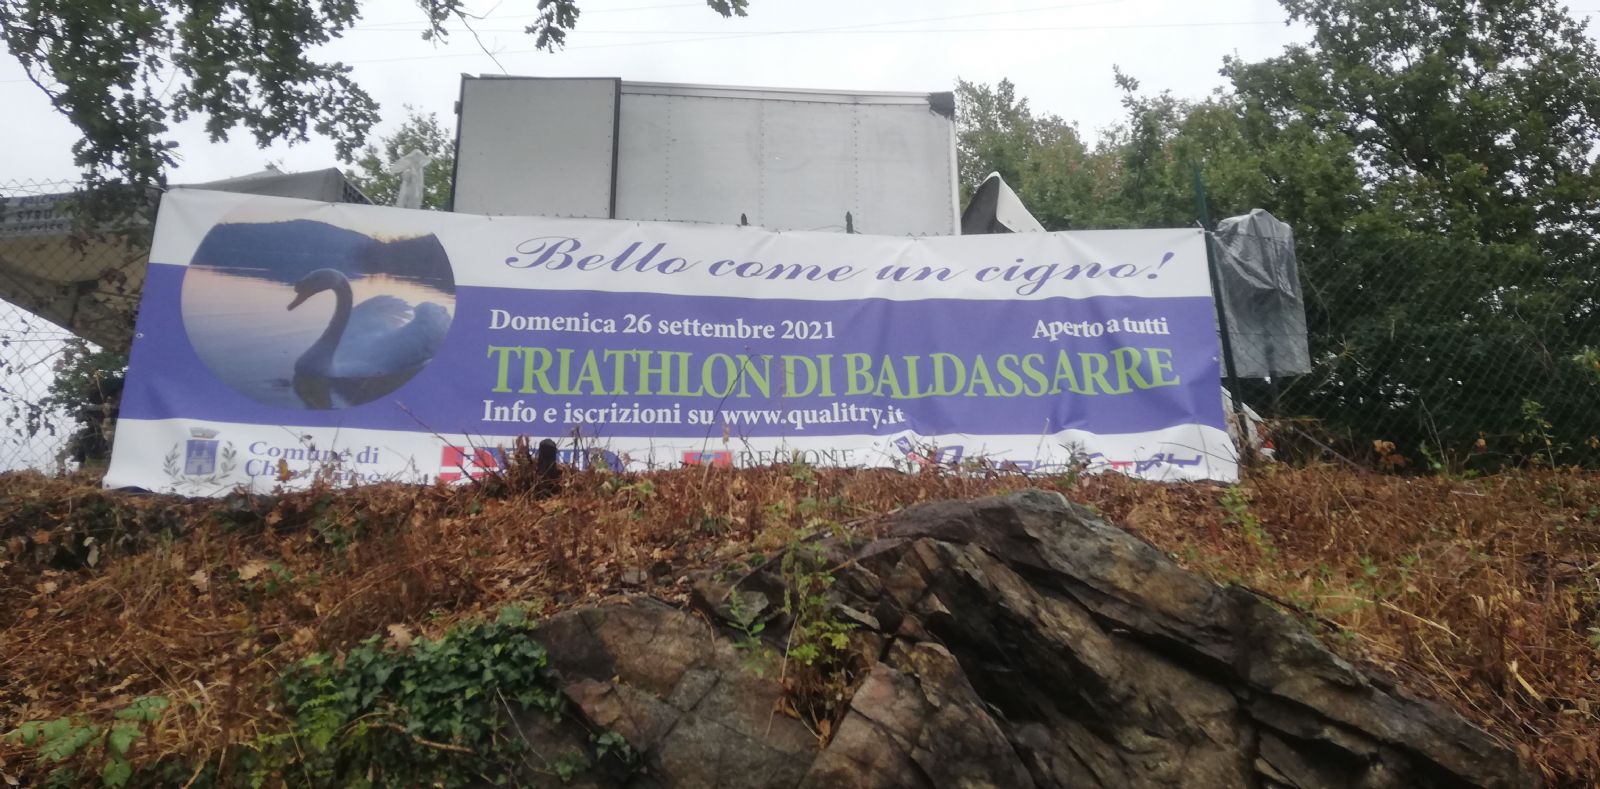 Bello come un cigno!
Domenica 26 settembre 2021
Aperto a tutti
TRIATHLON DI BALDASSARRE
Info e iscrizioni su www.qualitry.it
Comune di
REGIONE